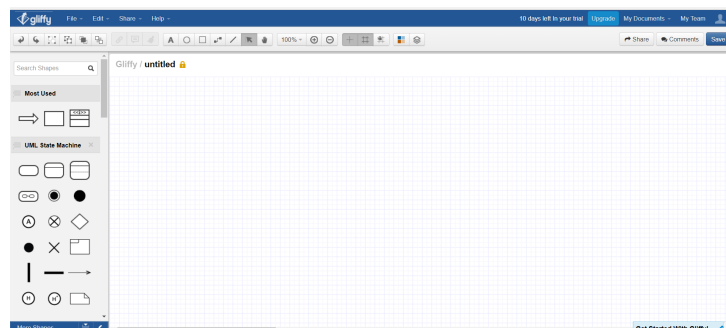 gliffy File Edit Share Help 10 days left in your trial Upgrade My Documents My Team
A 100% Share Comments Save
Search Shapes
Gliffy / untitled
Most Used
UML State Machine
A
H H*
More Shapes
Get Started With Gliffy!